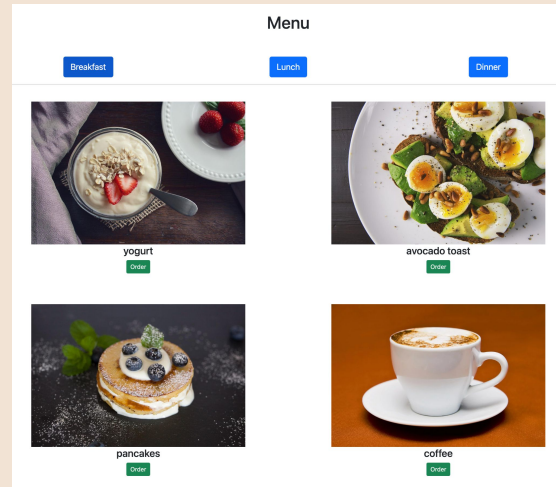 Menu
Breakfast Lunch Dinner
yogurt avocado toast
Order Order
pancakes coffee
Order Order